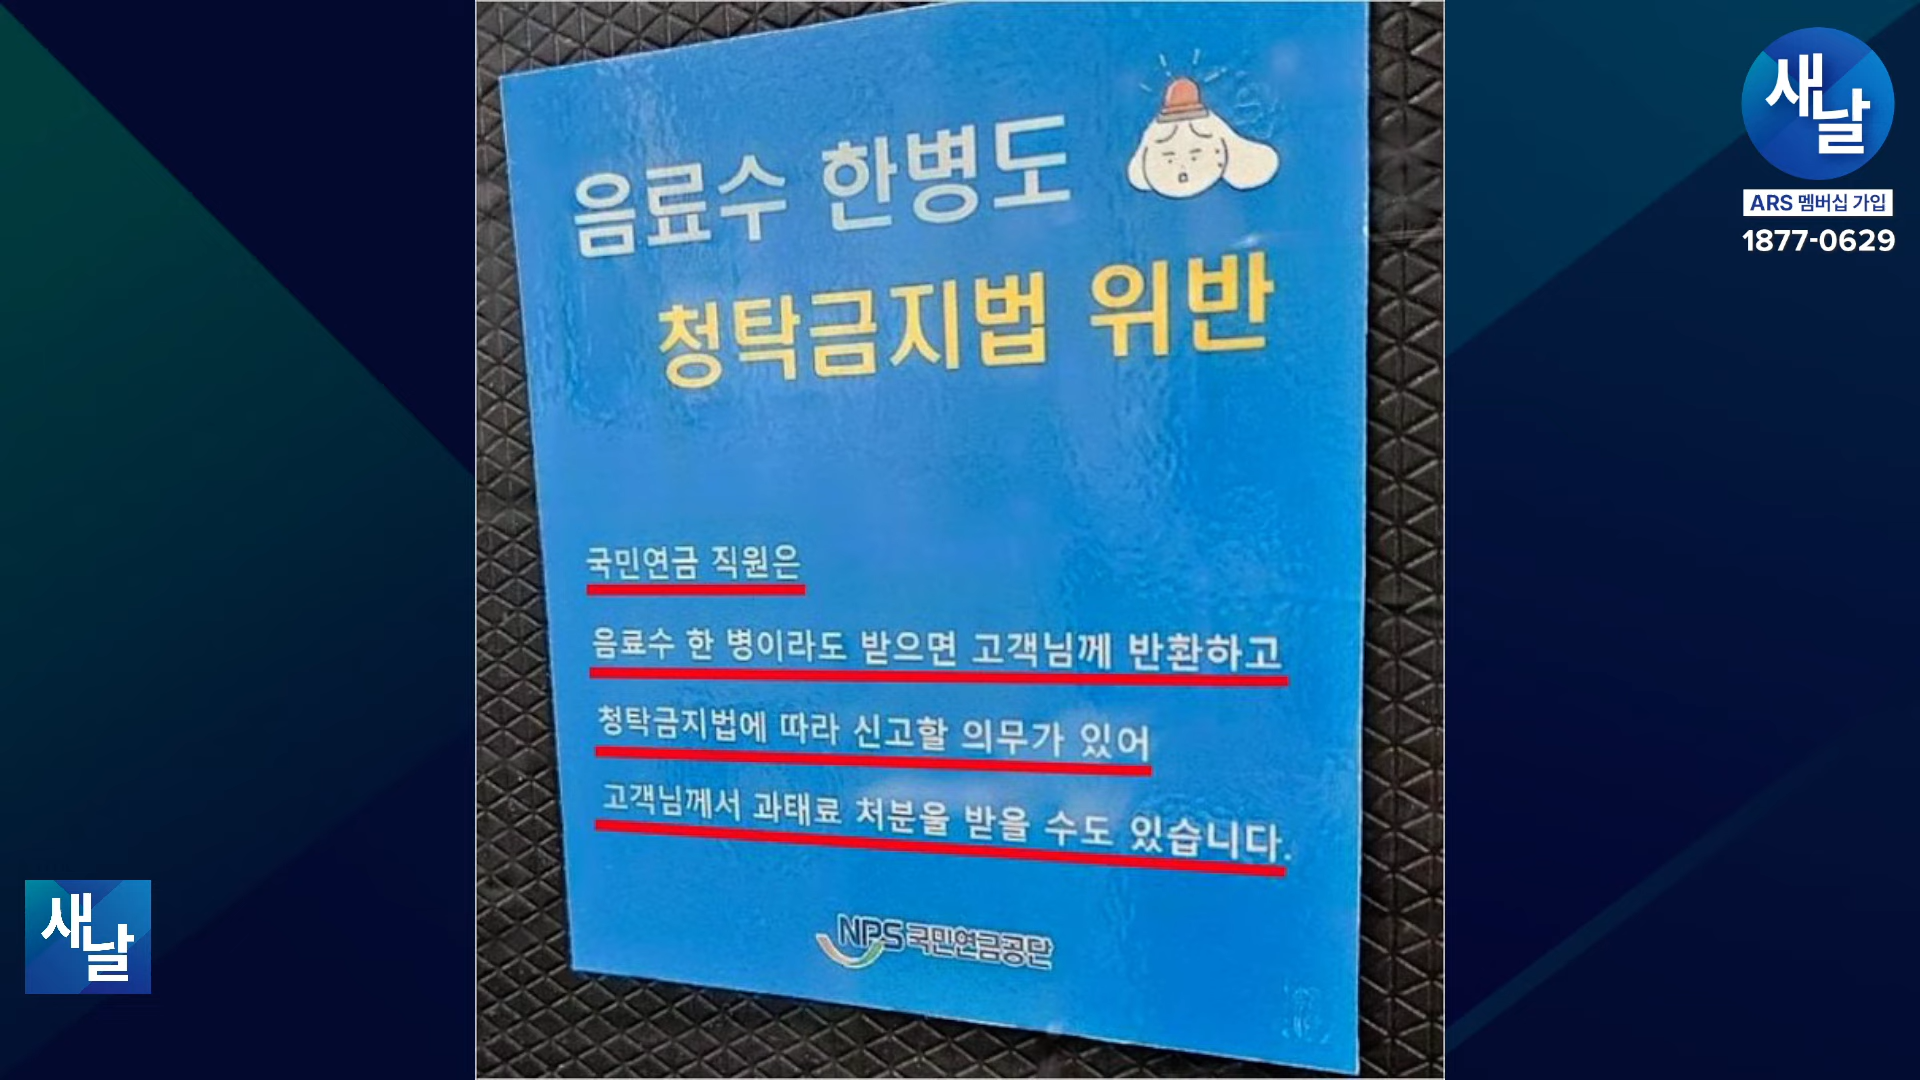 음료수 한병도
청탁금지법 위반
국민연금 직원은
음료수 한 병이라도 받으면 고객님께 반환하고
청탁금지법에 따라 신고할 의무가 있어
고객님께서 과태료 처분을 받을 수도 있습니다.
NPS 국민연금공단
새날
ARS 멤버십 가입
1877-0629
새날